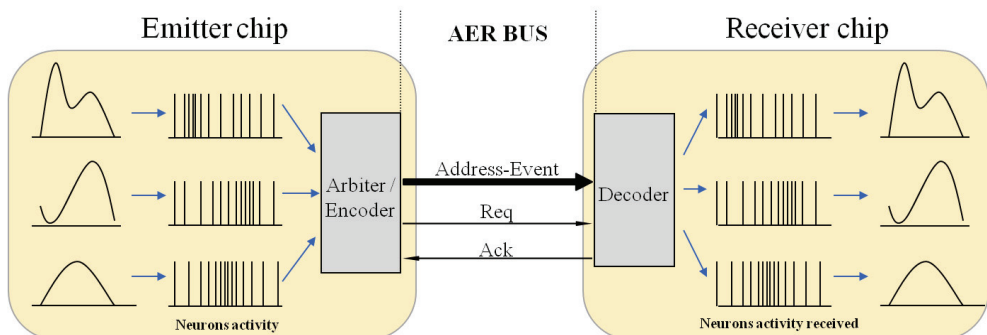 Emitter chip
AER BUS
Receiver chip
Arbiter /
Encoder
Address-Event
Req
Ack
Decoder
Neurons activity
Neurons activity received